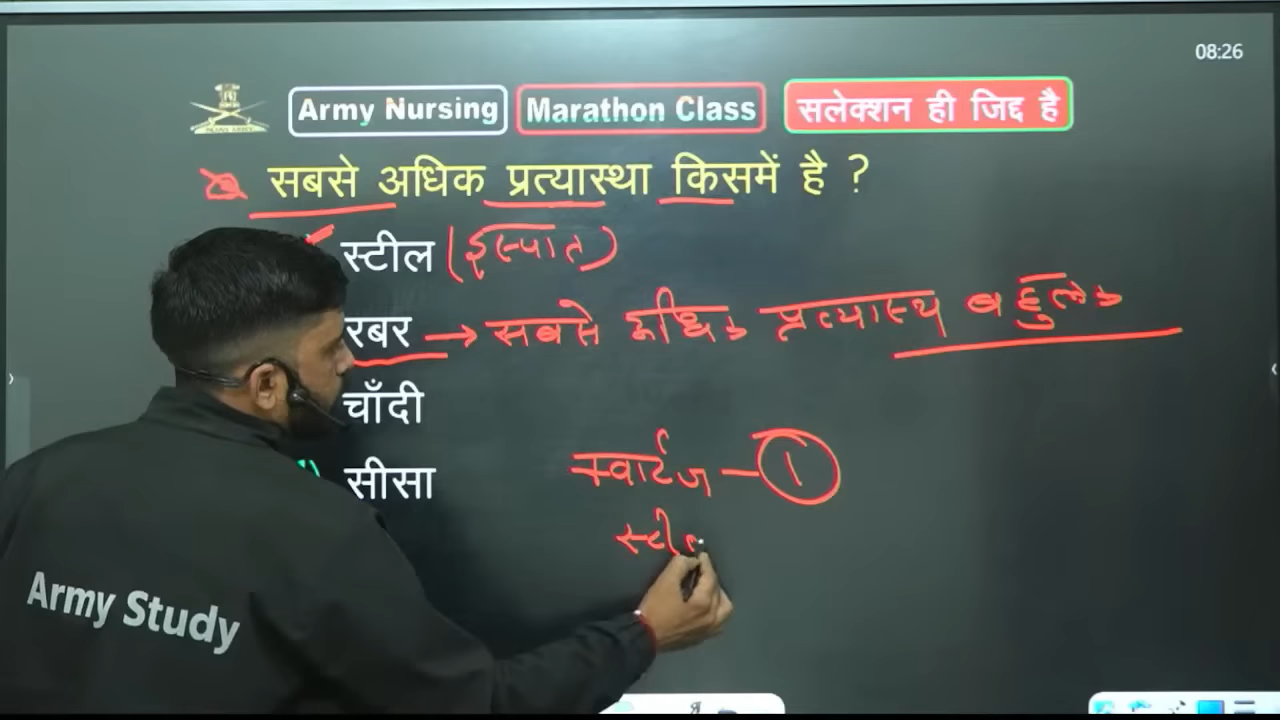 08:26
Army Nursing Marathon Class सलेक्शन ही जिद्द है
सबसे अधिक प्रत्यास्था किसमें है ?
स्टील (इस्पात)
रबर → सबसे अधिक प्रत्यास्थ बहुलक
चाँदी
सीसा
क्वार्टज – 1
स्टी
Army Study